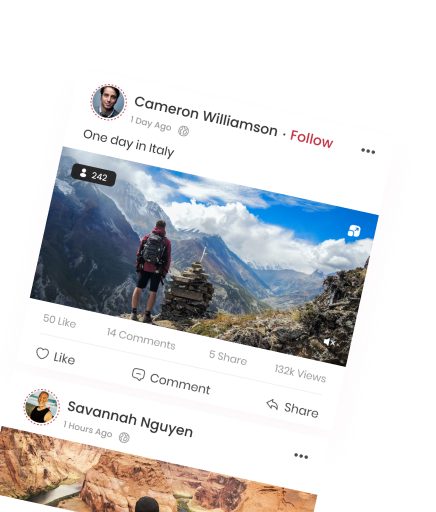 Cameron Williamson · Follow
1 Day Ago
One day in Italy
242
50 Like
14 Comments
5 Share
132k Views
Like
Comment
Share
Savannah Nguyen
1 Hours Ago